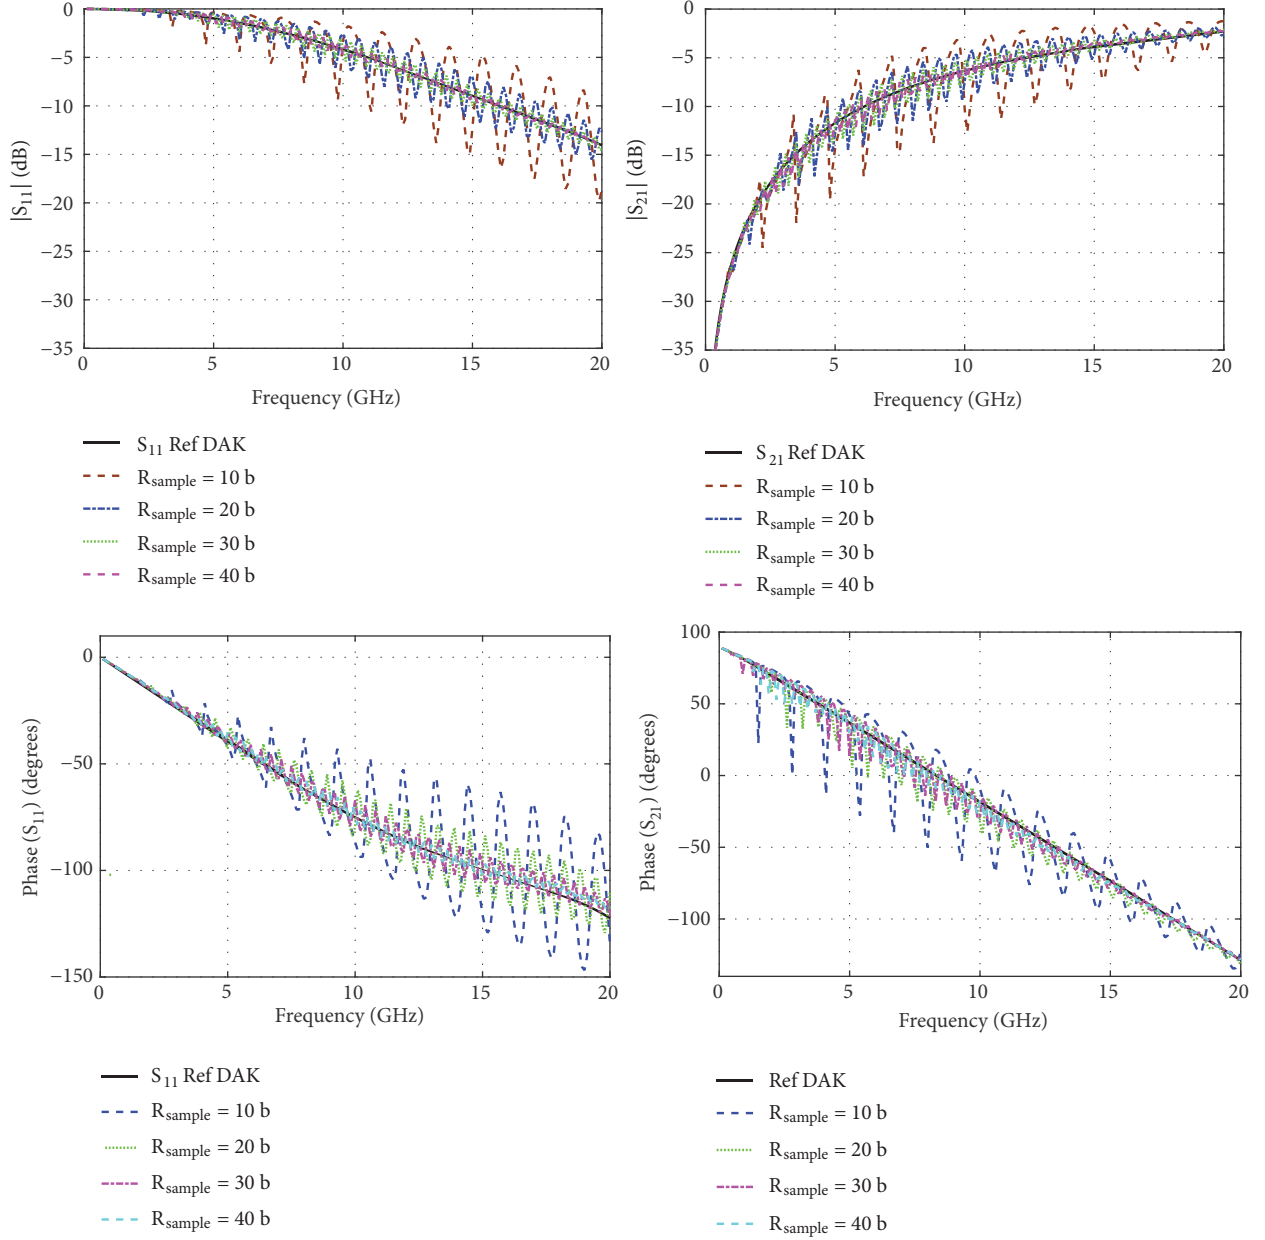 0
−5
−10
−15
−20
−25
−30
−35
|S11| (dB)
0 5 10 15 20
Frequency (GHz)
S11 Ref DAK
Rsample = 10 b
Rsample = 20 b
Rsample = 30 b
Rsample = 40 b
0
−5
−10
−15
−20
−25
−30
−35
|S21| (dB)
0 5 10 15 20
Frequency (GHz)
S21 Ref DAK
Rsample = 10 b
Rsample = 20 b
Rsample = 30 b
Rsample = 40 b
0
−50
−100
−150
Phase (S11) (degrees)
0 5 10 15 20
Frequency (GHz)
S11 Ref DAK
Rsample = 10 b
Rsample = 20 b
Rsample = 30 b
Rsample = 40 b
100
50
0
−50
−100
Phase (S21) (degrees)
0 5 10 15 20
Frequency (GHz)
Ref DAK
Rsample = 10 b
Rsample = 20 b
Rsample = 30 b
Rsample = 40 b